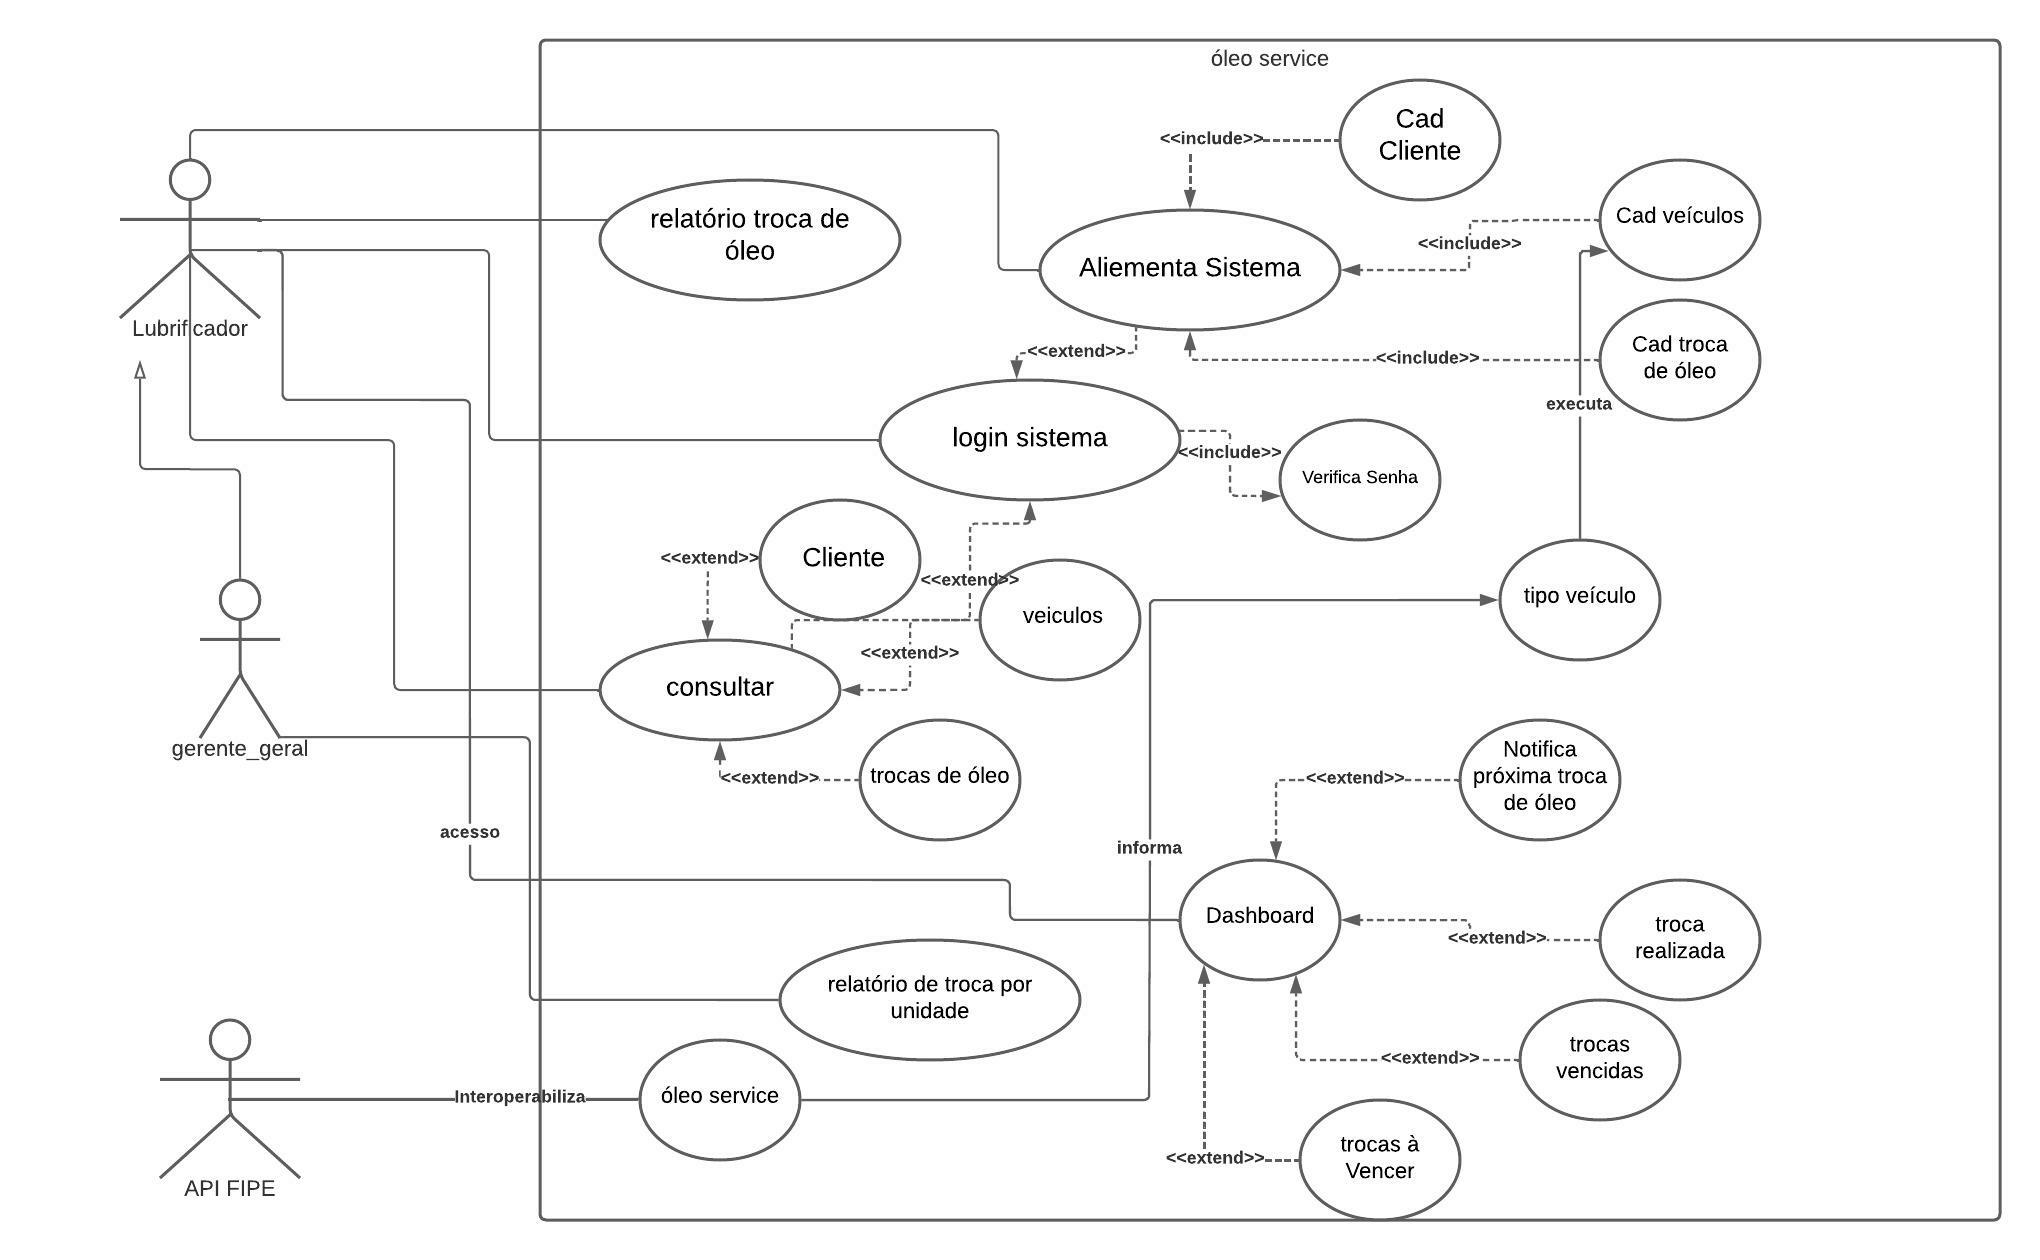 óleo service
Cad
Cliente
<<include>>
relatório troca de
óleo
Cad veículos
<<include>>
Aliementa Sistema
Lubrificador
<<extend>>
<<include>>
Cad troca
de óleo
executa
login sistema
<<include>>
Verifica Senha
<<extend>>
Cliente
<<extend>>
veiculos
tipo veículo
<<extend>>
consultar
gerente_geral
<<extend>>
trocas de óleo
<<extend>>
Notifica
próxima troca
de óleo
acesso
informa
Dashboard
<<extend>>
troca
realizada
relatório de troca por
unidade
<<extend>>
trocas
vencidas
Interoperabiliza
óleo service
<<extend>>
trocas à
Vencer
API FIPE